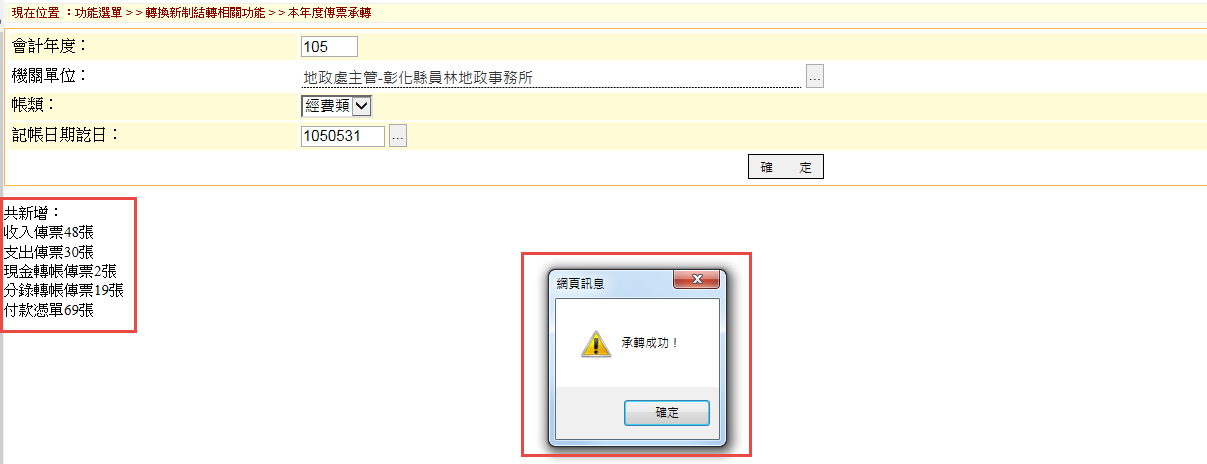 現在位置 ：功能選單 > > 轉換新制結轉相關功能 > > 本年度傳票承轉
會計年度： 105
機關單位： 地政處主管-彰化縣員林地政事務所 ...
帳類： 經費類
記帳日期訖日： 1050531 ...
確 定
共新增：
收入傳票48張
支出傳票30張
現金轉帳傳票2張
分錄轉帳傳票19張
付款憑單69張
網頁訊息
承轉成功！
確定